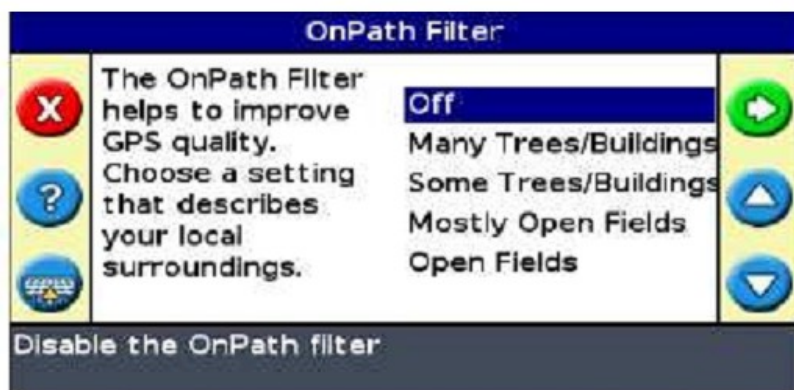 OnPath Filter
The OnPath Filter
helps to improve
GPS quality.
Choose a setting
that describes
your local
surroundings.
Off
Many Trees/Buildings
Some Trees/Buildings
Mostly Open Fields
Open Fields
X
?
Disable the OnPath filter